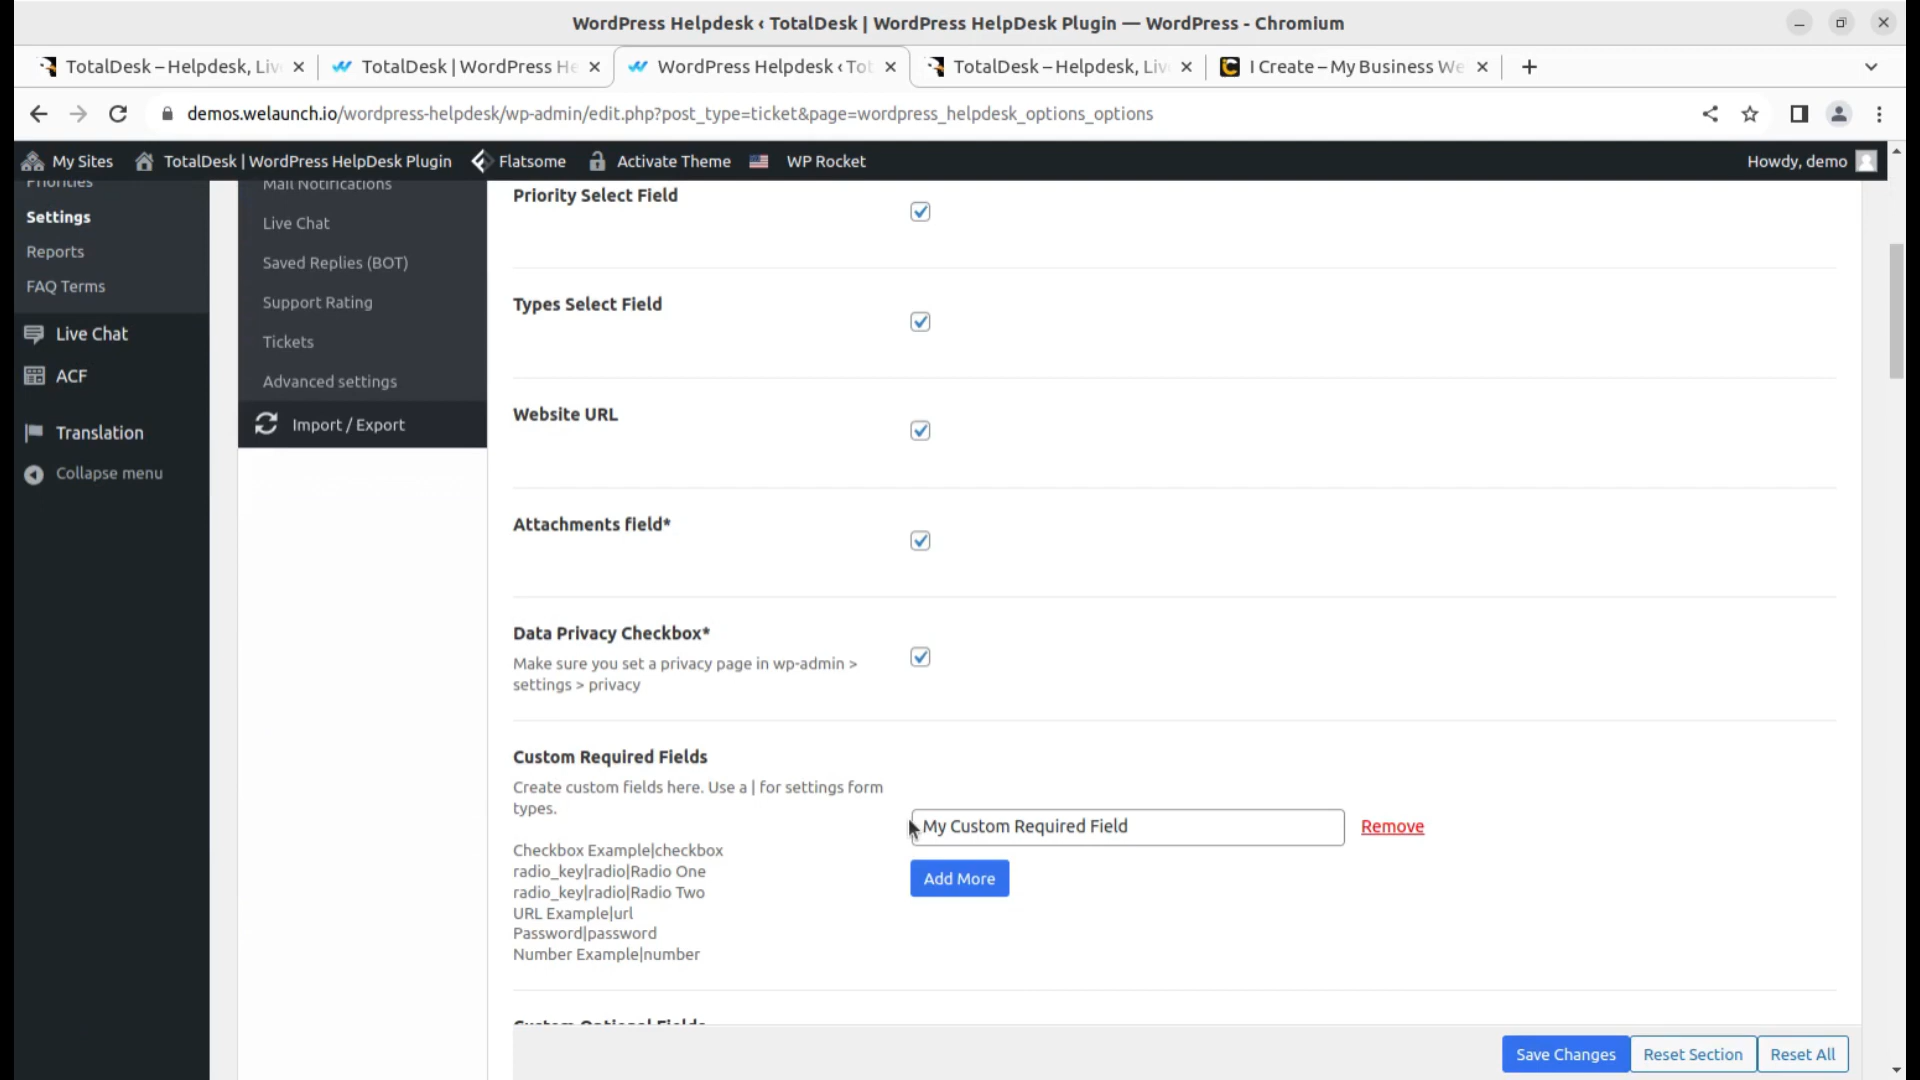 WordPress Helpdesk ‹ TotalDesk | WordPress HelpDesk Plugin — WordPress - Chromium
TotalDesk – Helpdesk, Liv
TotalDesk | WordPress He
WordPress Helpdesk ‹ Tot
TotalDesk – Helpdesk, Liv
I Create – My Business We
demos.welaunch.io/wordpress-helpdesk/wp-admin/edit.php?post_type=ticket&page=wordpress_helpdesk_options_options
My Sites
TotalDesk | WordPress HelpDesk Plugin
Flatsome
Activate Theme
WP Rocket
Howdy, demo
Priorities
Settings
Reports
FAQ Terms
Live Chat
ACF
Translation
Collapse menu
Mail Notifications
Live Chat
Saved Replies (BOT)
Support Rating
Tickets
Advanced settings
Import / Export
Priority Select Field
Types Select Field
Website URL
Attachments field*
Data Privacy Checkbox*
Make sure you set a privacy page in wp-admin >
settings > privacy
Custom Required Fields
Create custom fields here. Use a | for settings form
types.
Checkbox Example|checkbox
radio_key|radio|Radio One
radio_key|radio|Radio Two
URL Example|url
Password|password
Number Example|number
My Custom Required Field
Remove
Add More
Custom Optional Fields
Save Changes
Reset Section
Reset All